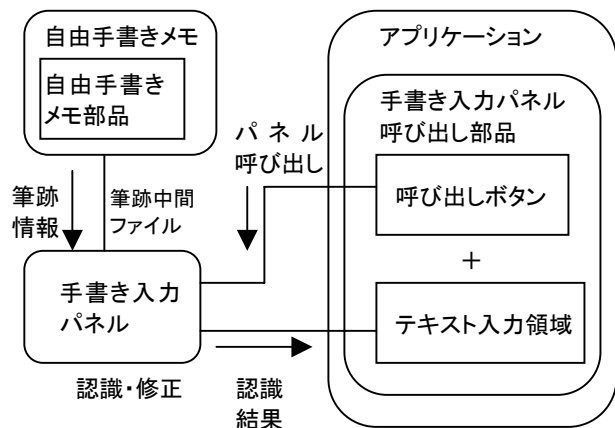 自由手書きメモ
自由手書き
メモ部品
筆跡
情報
筆跡中間
ファイル
手書き入力
パネル
認識・修正
パネル
呼び出し
認識
結果
アプリケーション
手書き入力パネル
呼び出し部品
呼び出しボタン
＋
テキスト入力領域